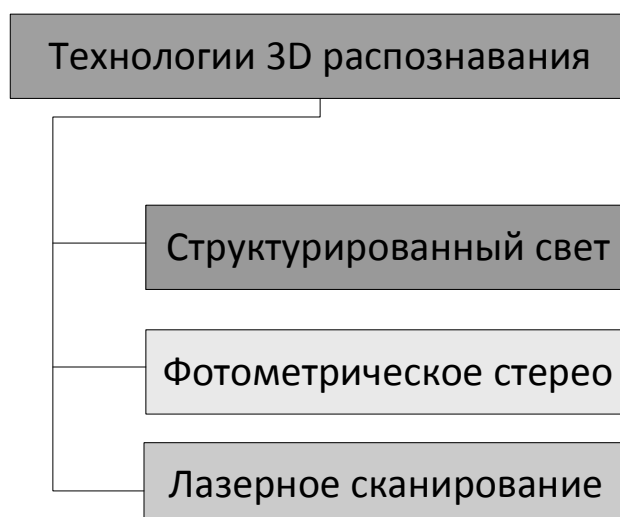 Технологии 3D распознавания
Структурированный свет
Фотометрическое стерео
Лазерное сканирование